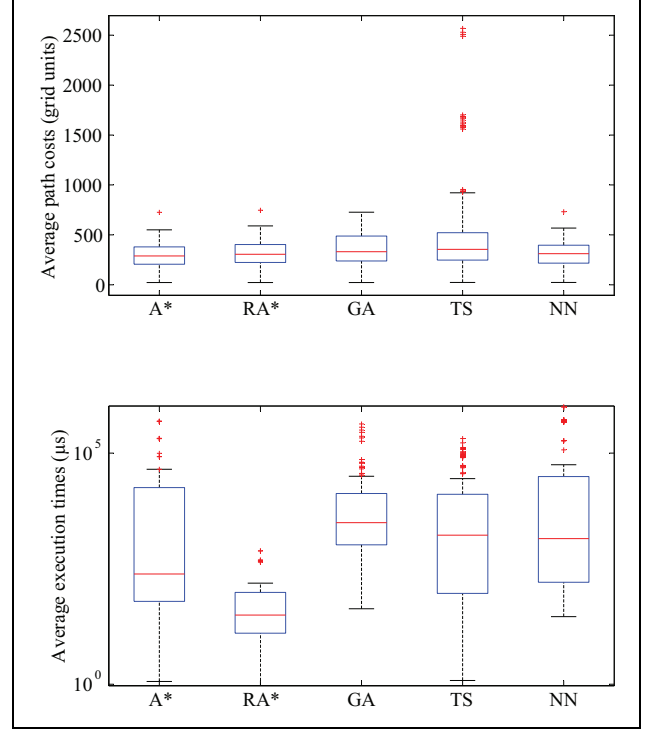 Average path costs (grid units)
2500
2000
1500
1000
500
0
A* RA* GA TS NN
Average execution times (µs)
10^5
10^0
A* RA* GA TS NN